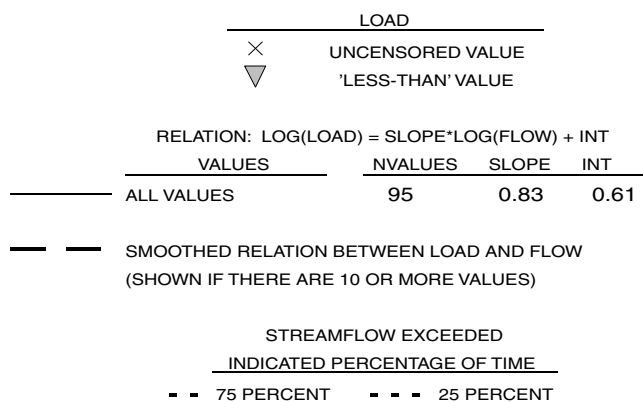 LOAD
UNCENSORED VALUE
'LESS-THAN' VALUE
RELATION: LOG(LOAD) = SLOPE*LOG(FLOW) + INT
VALUES NVALUES SLOPE INT
ALL VALUES 95 0.83 0.61
SMOOTHED RELATION BETWEEN LOAD AND FLOW
(SHOWN IF THERE ARE 10 OR MORE VALUES)
STREAMFLOW EXCEEDED
INDICATED PERCENTAGE OF TIME
75 PERCENT 25 PERCENT